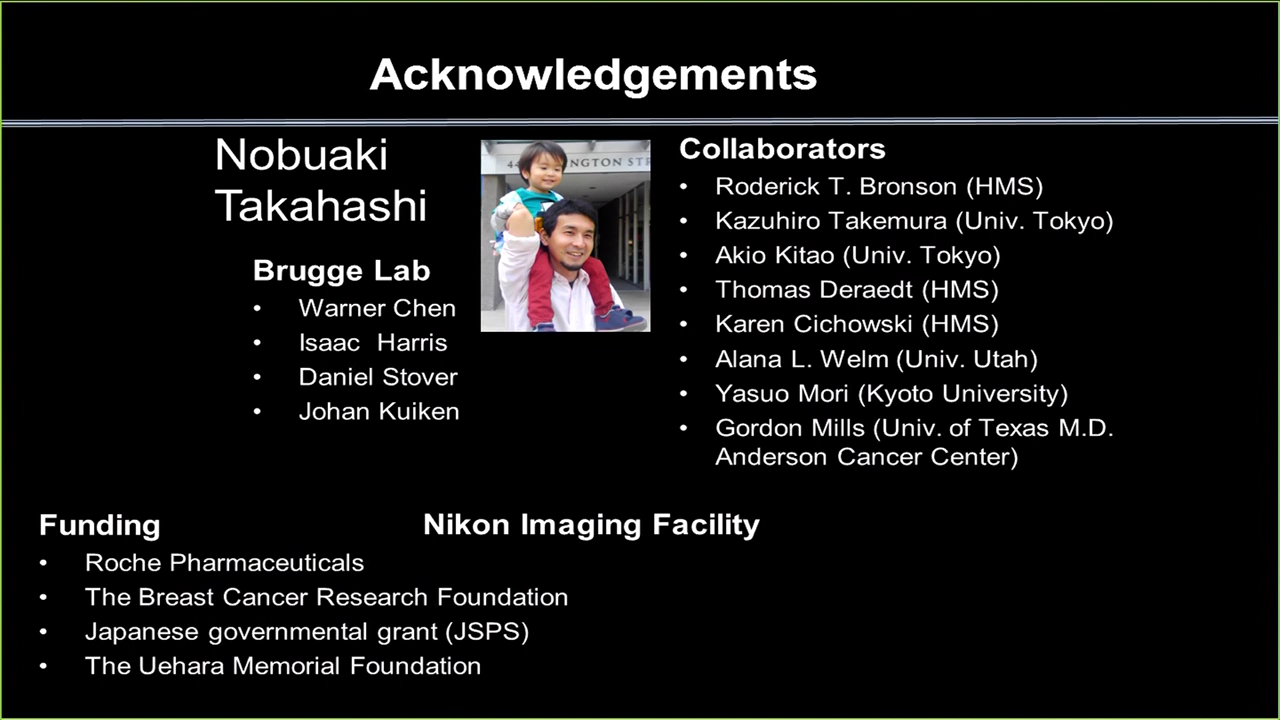 Acknowledgements
Nobuaki
Takahashi
Brugge Lab
• Warner Chen
• Isaac Harris
• Daniel Stover
• Johan Kuiken
Collaborators
• Roderick T. Bronson (HMS)
• Kazuhiro Takemura (Univ. Tokyo)
• Akio Kitao (Univ. Tokyo)
• Thomas Deraedt (HMS)
• Karen Cichowski (HMS)
• Alana L. Welm (Univ. Utah)
• Yasuo Mori (Kyoto University)
• Gordon Mills (Univ. of Texas M.D.
Anderson Cancer Center)
Funding
• Roche Pharmaceuticals
• The Breast Cancer Research Foundation
• Japanese governmental grant (JSPS)
• The Uehara Memorial Foundation
Nikon Imaging Facility